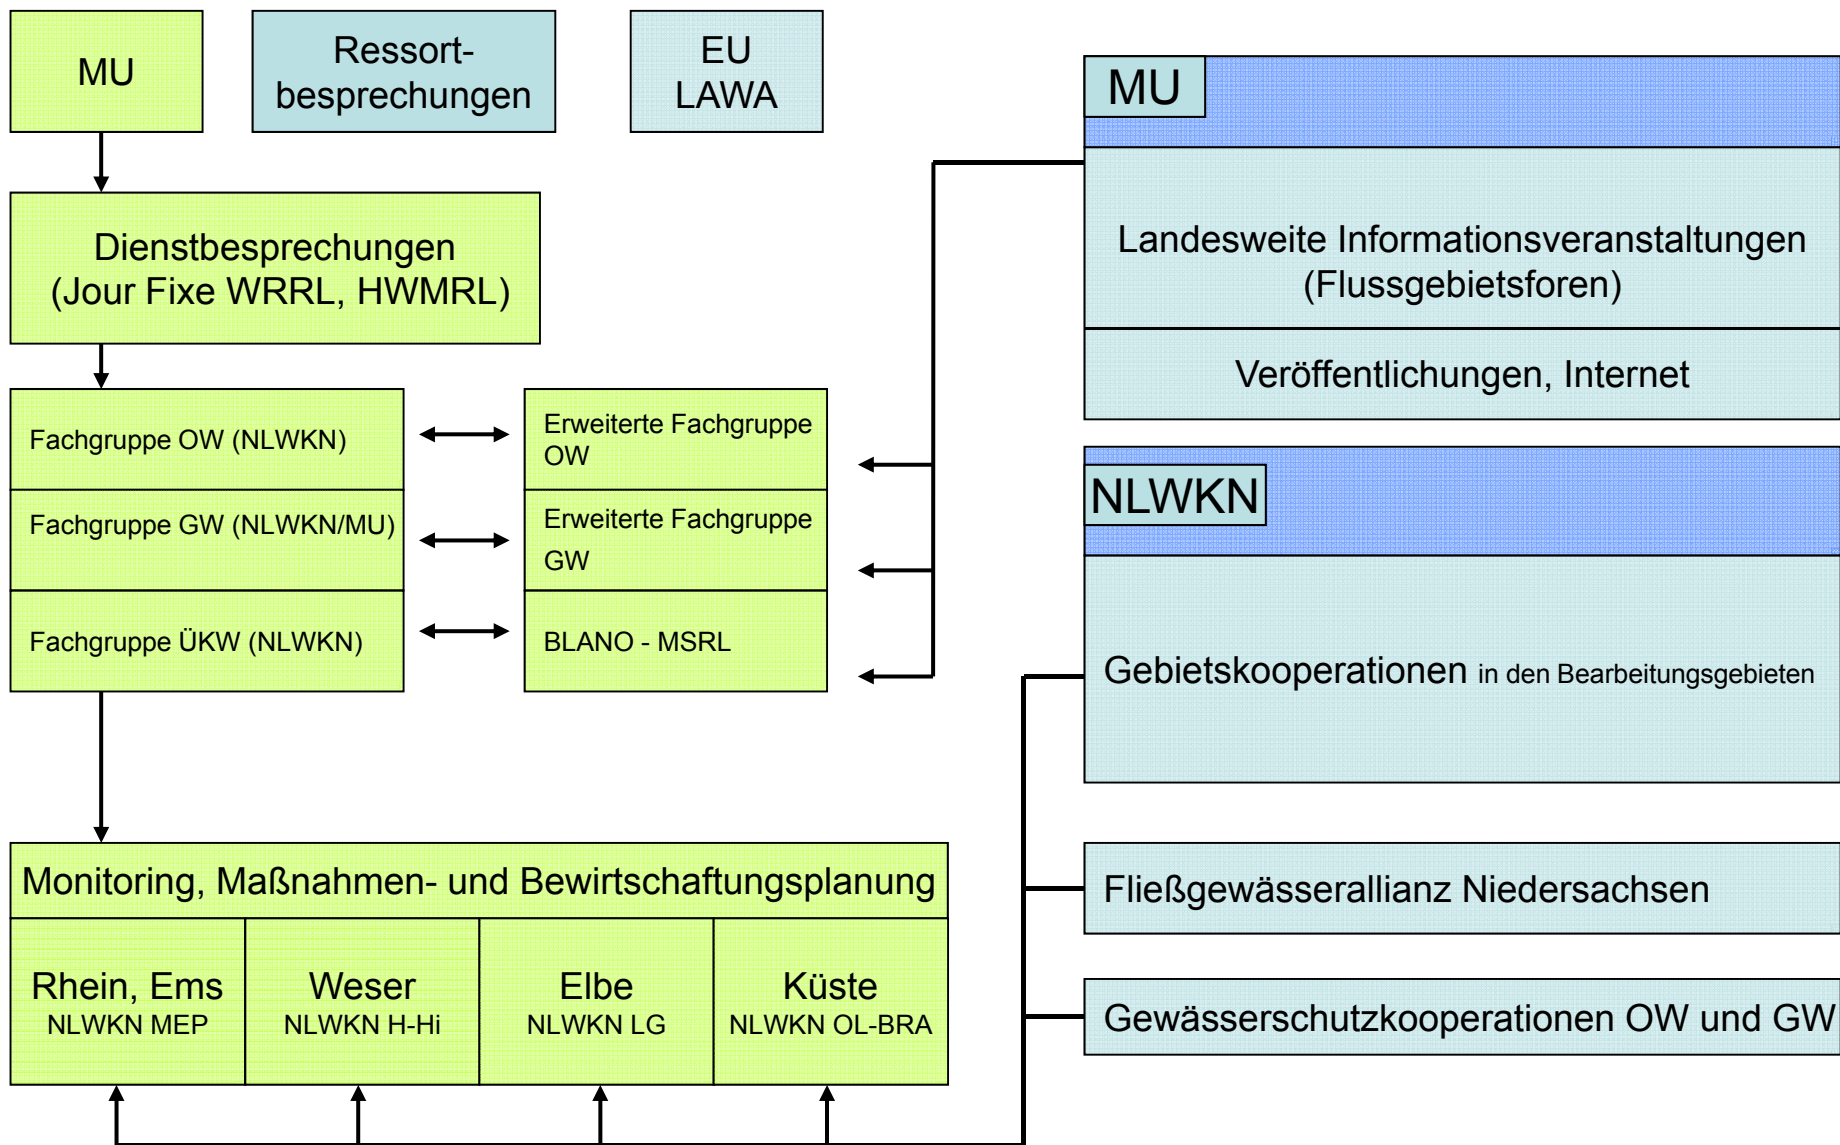 MU
Ressort-
besprechungen
EU
LAWA
Dienstbesprechungen
(Jour Fixe WRRL, HWMRL)
Fachgruppe OW (NLWKN)
Erweiterte Fachgruppe
OW
Fachgruppe GW (NLWKN/MU)
Erweiterte Fachgruppe
GW
Fachgruppe ÜKW (NLWKN)
BLANO - MSRL
Monitoring, Maßnahmen- und Bewirtschaftungsplanung
Rhein, Ems
NLWKN MEP
Weser
NLWKN H-Hi
Elbe
NLWKN LG
Küste
NLWKN OL-BRA
MU
Landesweite Informationsveranstaltungen
(Flussgebietsforen)
Veröffentlichungen, Internet
NLWKN
Gebietskooperationen in den Bearbeitungsgebieten
Fließgewässerallianz Niedersachsen
Gewässerschutzkooperationen OW und GW